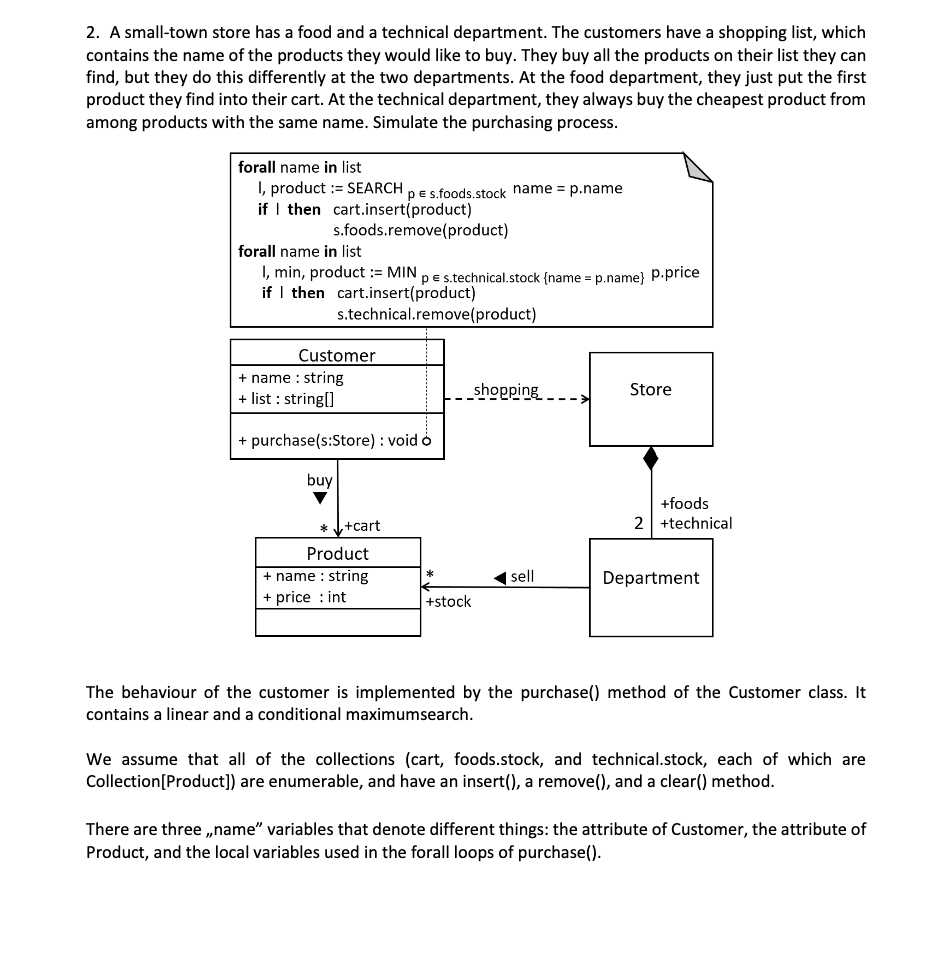 2. A small-town store has a food and a technical department. The customers have a shopping list, which
contains the name of the products they would like to buy. They buy all the products on their list they can
find, but they do this differently at the two departments. At the food department, they just put the first
product they find into their cart. At the technical department, they always buy the cheapest product from
among products with the same name. Simulate the purchasing process.
forall name in list
l, product := SEARCH p ∈ s.foods.stock name = p.name
if l then cart.insert(product)
s.foods.remove(product)
forall name in list
l, min, product := MIN p ∈ s.technical.stock {name = p.name} p.price
if l then cart.insert(product)
s.technical.remove(product)
Customer
+ name : string
+ list : string[]
+ purchase(s:Store) : void
shopping
Store
buy
* +cart
+foods
2 +technical
Product
+ name : string
+ price : int
*
+stock
sell
Department
The behaviour of the customer is implemented by the purchase() method of the Customer class. It
contains a linear and a conditional maximumsearch.
We assume that all of the collections (cart, foods.stock, and technical.stock, each of which are
Collection[Product]) are enumerable, and have an insert(), a remove(), and a clear() method.
There are three „name” variables that denote different things: the attribute of Customer, the attribute of
Product, and the local variables used in the forall loops of purchase().